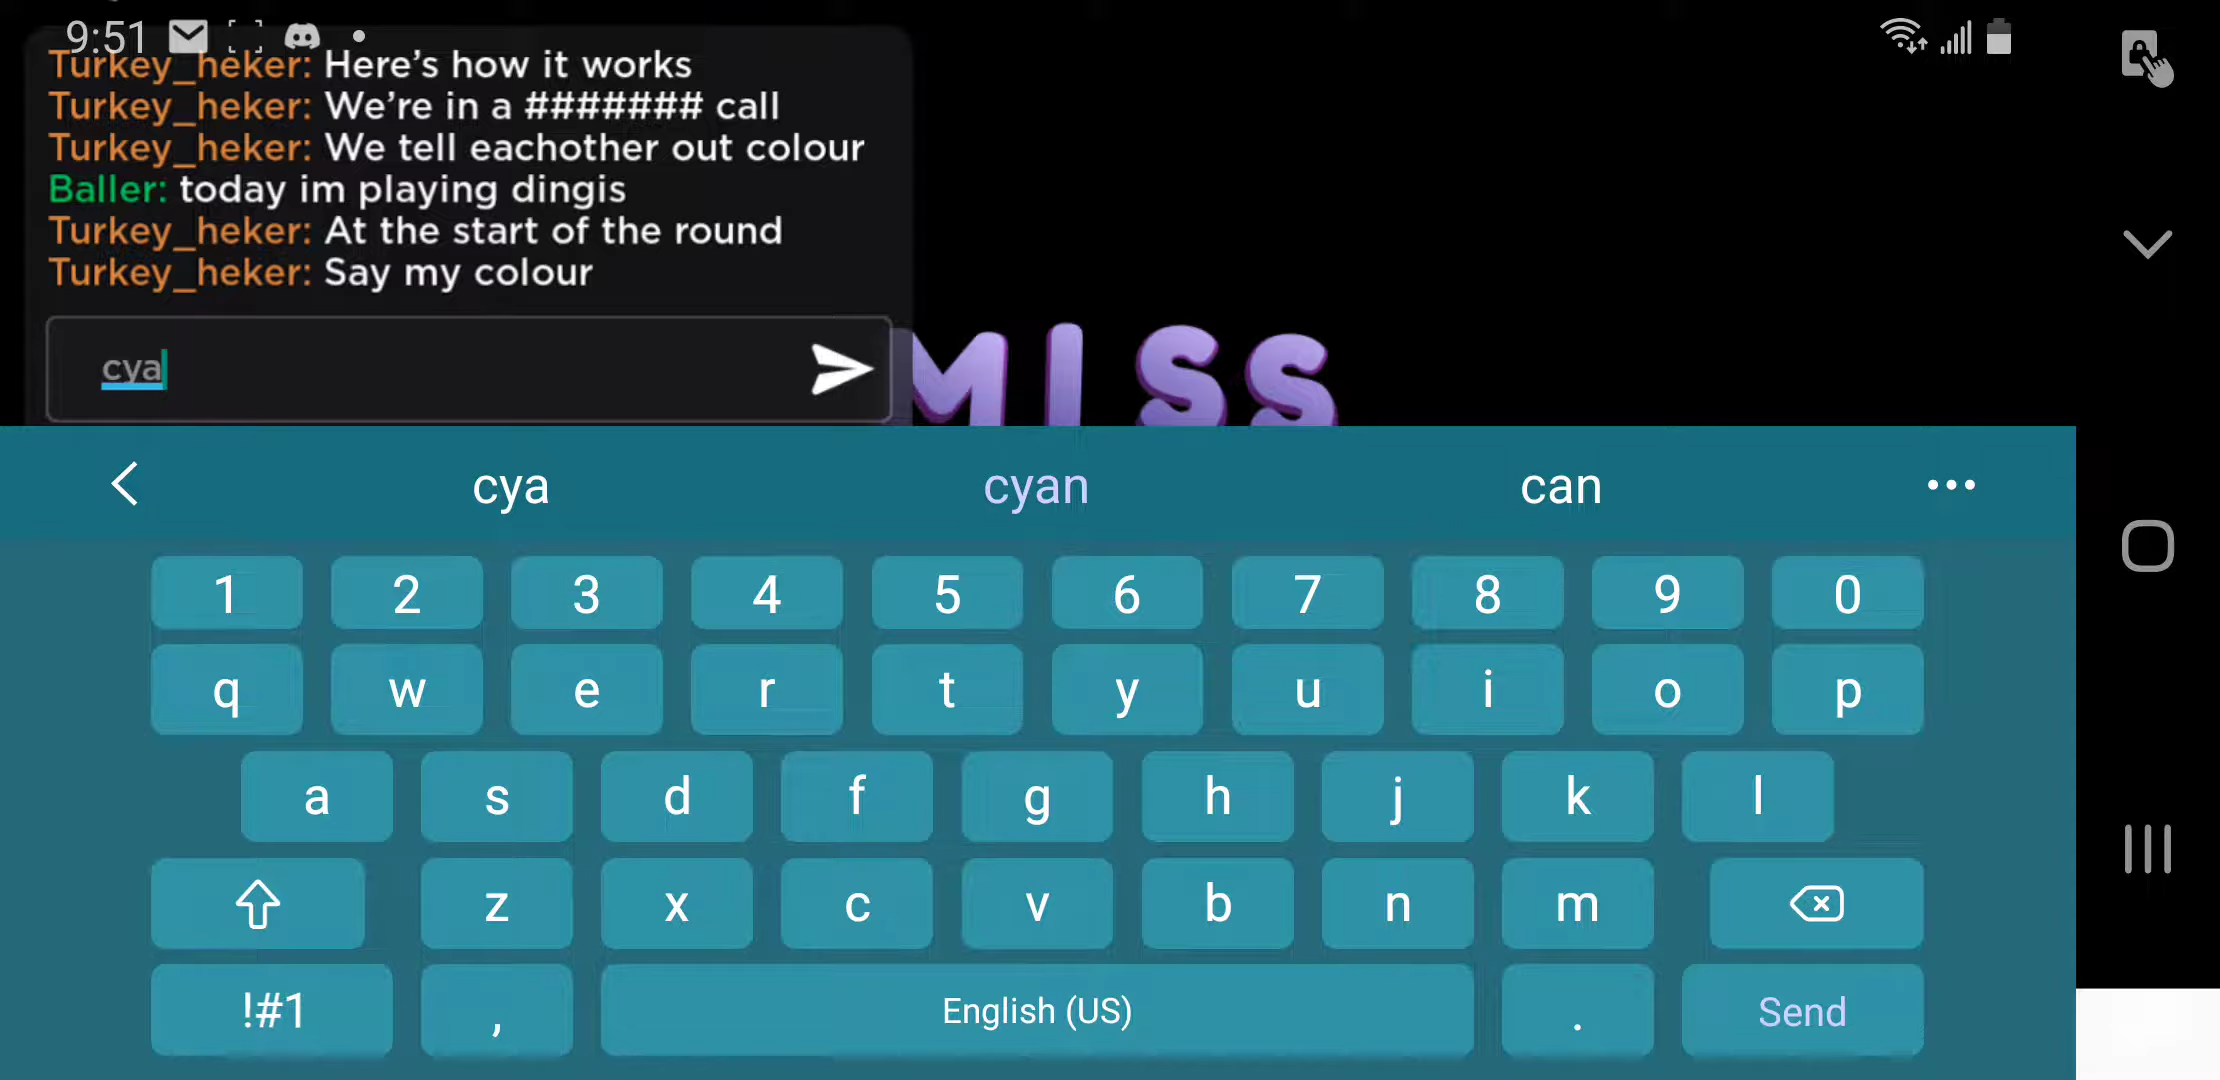 9:51
Turkey_heker: Here’s how it works
Turkey_heker: We’re in a ####### call
Turkey_heker: We tell eachother out colour
Baller: today im playing dingis
Turkey_heker: At the start of the round
Turkey_heker: Say my colour
cya
MISS
cya cyan can
1 2 3 4 5 6 7 8 9 0
q w e r t y u i o p
a s d f g h j k l
z x c v b n m
!#1 , English (US) . Send